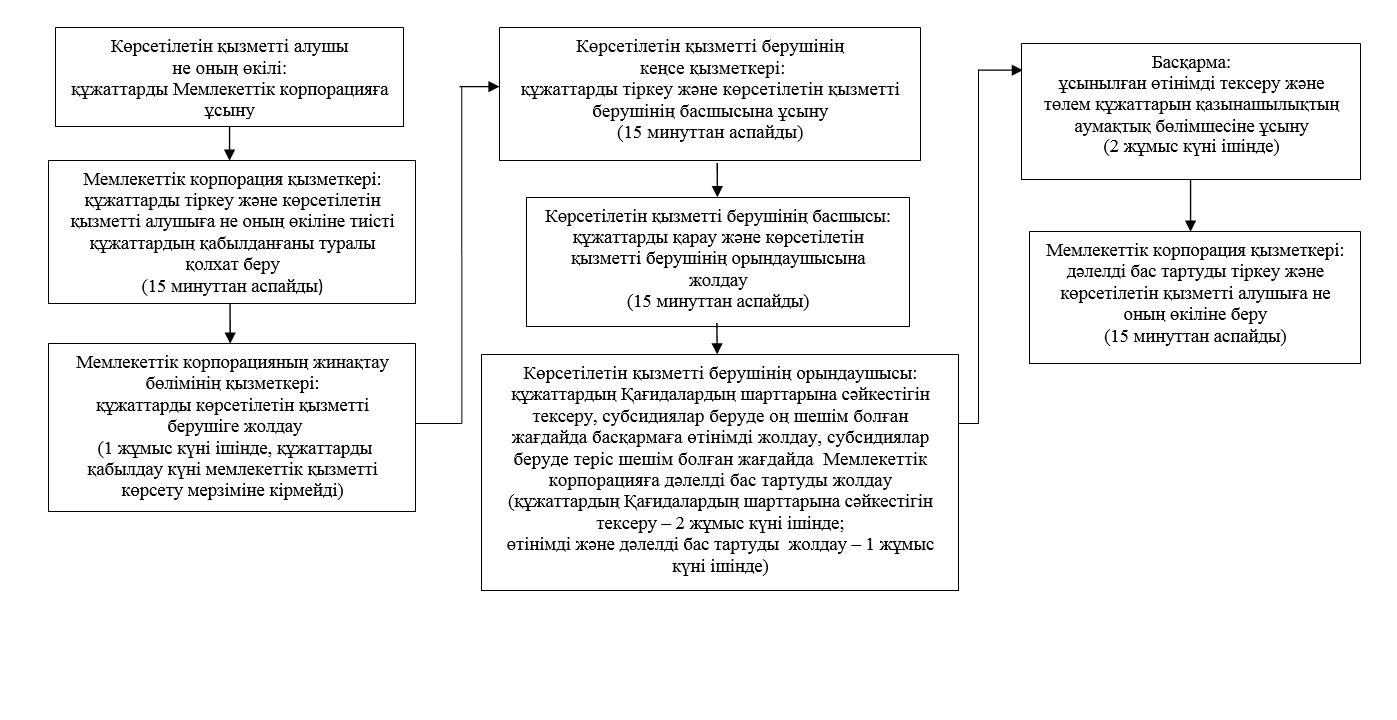 Көрсетілетін қызметті алушы
не оның өкілі:
құжаттарды Мемлекеттік корпорацияға
ұсыну
Мемлекеттік корпорация қызметкері:
құжаттарды тіркеу және көрсетілетін
қызметті алушыға не оның өкіліне тиісті
құжаттардың қабылданғаны туралы
қолхат беру
(15 минуттан аспайды)
Мемлекеттік корпорацияның жинақтау
бөлімінің қызметкері:
құжаттарды көрсетілетін қызметті
берушіге жолдау
(1 жұмыс күні ішінде, құжаттарды
қабылдау күні мемлекеттік қызметті
көрсету мерзіміне кірмейді)
Көрсетілетін қызметті берушінің
кеңсе қызметкері:
құжаттарды тіркеу және көрсетілетін қызметті
берушінің басшысына ұсыну
(15 минуттан аспайды)
Көрсетілетін қызметті берушінің басшысы:
құжаттарды қарау және көрсетілетін
қызметті берушінің орындаушысына
жолдау
(15 минуттан аспайды)
Көрсетілетін қызметті берушінің орындаушысы:
құжаттардың Қағидалардың шарттарына сәйкестігін
тексеру, субсидиялар беруде оң шешім болған
жағдайда басқармаға өтінімді жолдау, субсидиялар
беруде теріс шешім болған жағдайда Мемлекеттік
корпорацияға дәлелді бас тартуды жолдау
(құжаттардың Қағидалардың шарттарына сәйкестігін
тексеру – 2 жұмыс күні ішінде;
өтінімді және дәлелді бас тартуды жолдау – 1 жұмыс
күні ішінде)
Басқарма:
ұсынылған өтінімді тексеру және
төлем құжаттарын қазынашылықтың
аумақтық бөлімшесіне ұсыну
(2 жұмыс күні ішінде)
Мемлекеттік корпорация қызметкері:
дәлелді бас тартуды тіркеу және
көрсетілетін қызметті алушыға не
оның өкіліне беру
(15 минуттан аспайды)